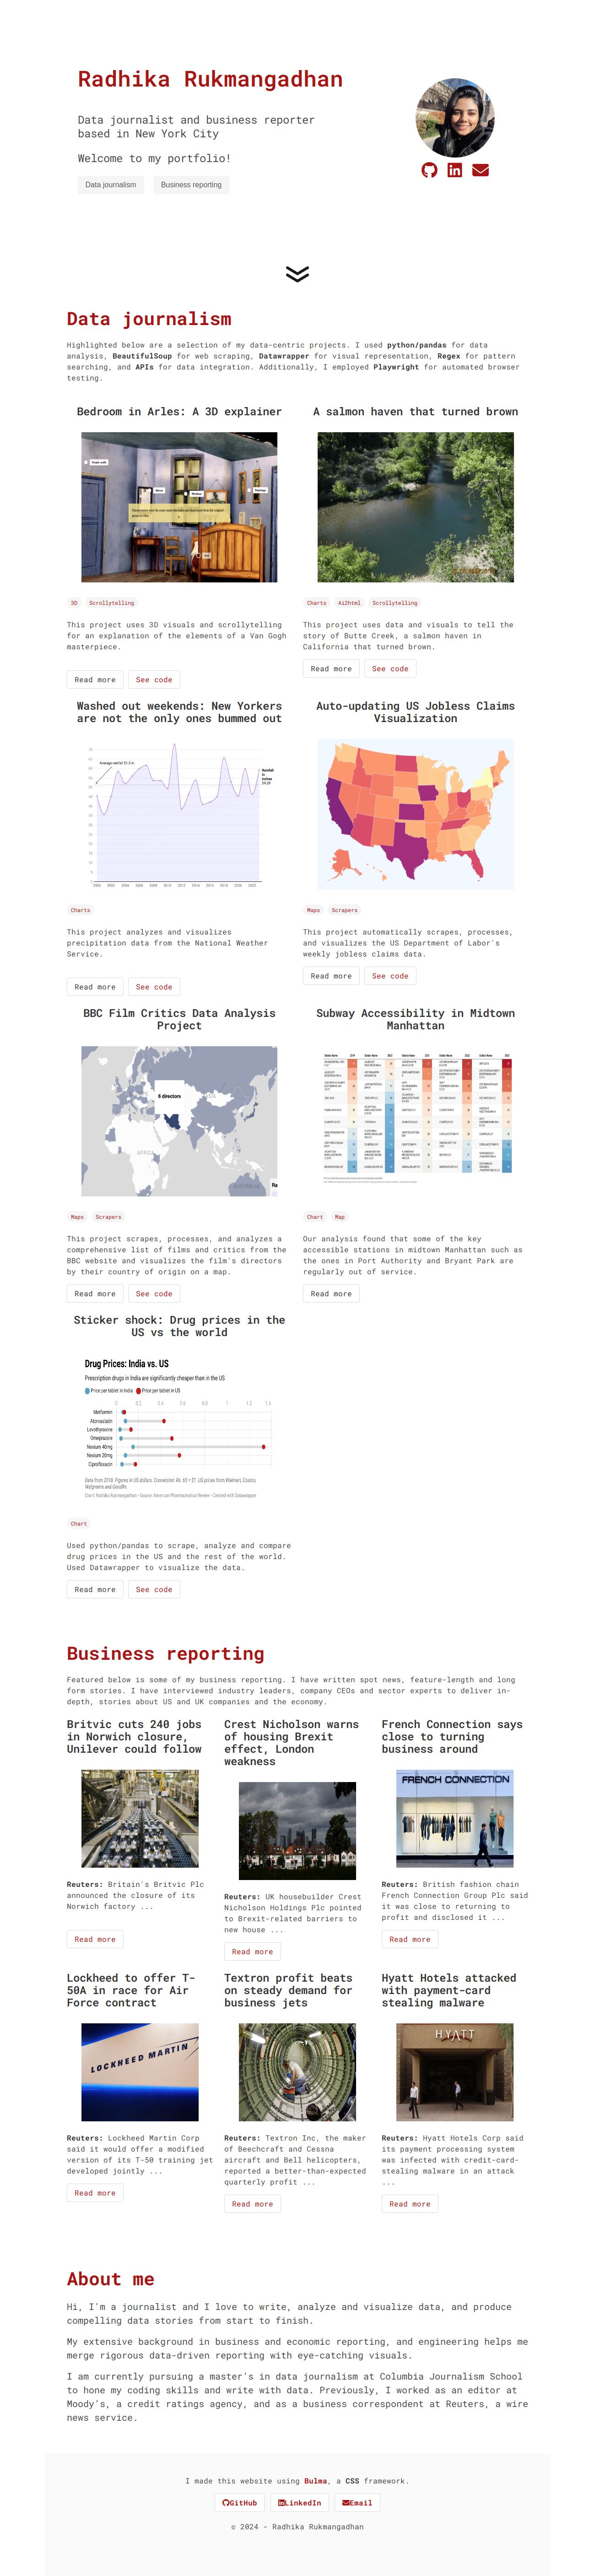 Radhika Rukmangadhan
Data journalist and business reporter
based in New York City
Welcome to my portfolio!
Data journalism
Business reporting
Data journalism
Highlighted below are a selection of my data-centric projects. I used python/pandas for data
analysis, BeautifulSoup for web scraping, Datawrapper for visual representation, Regex for pattern
searching, and APIs for data integration. Additionally, I employed Playwright for automated browser
testing.
Bedroom in Arles: A 3D explainer
3D
Scrollytelling
This project uses 3D visuals and scrollytelling
for an explanation of the elements of a Van Gogh
masterpiece.
Read more
See code
A salmon haven that turned brown
Charts
Ai2html
Scrollytelling
This project uses data and visuals to tell the
story of Butte Creek, a salmon haven in
California that turned brown.
Read more
See code
Washed out weekends: New Yorkers
are not the only ones bummed out
Charts
This project analyzes and visualizes
precipitation data from the National Weather
Service.
Read more
See code
Auto-updating US Jobless Claims
Visualization
Maps
Scrapers
This project automatically scrapes, processes,
and visualizes the US Department of Labor's
weekly jobless claims data.
Read more
See code
BBC Film Critics Data Analysis
Project
6 directors
AFRICA
Maps
Scrapers
This project scrapes, processes, and analyzes a
comprehensive list of films and critics from the
BBC website and visualizes the film's directors
by their country of origin on a map.
Read more
See code
Subway Accessibility in Midtown
Manhattan
Chart
Map
Our analysis found that some of the key
accessible stations in midtown Manhattan such as
the ones in Port Authority and Bryant Park are
regularly out of service.
Read more
Sticker shock: Drug prices in the
US vs the world
Drug Prices: India vs. US
Prescription drugs in India are significantly cheaper than in the US
Price per tablet in India
Price per tablet in US
0 0.2 0.4 0.6 0.8 1 1.2 1.4
Metformin
Atorvastatin
Levothyroxine
Omeprazole
Nexium 40mg
Nexium 20mg
Ciprofloxacin
Chart
Used python/pandas to scrape, analyze and compare
drug prices in the US and the rest of the world.
Used Datawrapper to visualize the data.
Read more
See code
Business reporting
Featured below is some of my business reporting. I have written spot news, feature-length and long
form stories. I have interviewed industry leaders, company CEOs and sector experts to deliver in-
depth, stories about US and UK companies and the economy.
Britvic cuts 240 jobs
in Norwich closure,
Unilever could follow
Reuters: Britain's Britvic Plc
announced the closure of its
Norwich factory ...
Read more
Crest Nicholson warns
of housing Brexit
effect, London
weakness
Reuters: UK housebuilder Crest
Nicholson Holdings Plc pointed
to Brexit-related barriers to
new house ...
Read more
French Connection says
close to turning
business around
FRENCH CONNECTION
Reuters: British fashion chain
French Connection Group Plc said
it was close to returning to
profit and disclosed it ...
Read more
Lockheed to offer T-
50A in race for Air
Force contract
LOCKHEED MARTIN
Reuters: Lockheed Martin Corp
said it would offer a modified
version of its T-50 training jet
developed jointly ...
Read more
Textron profit beats
on steady demand for
business jets
Reuters: Textron Inc, the maker
of Beechcraft and Cessna
aircraft and Bell helicopters,
reported a better-than-expected
quarterly profit ...
Read more
Hyatt Hotels attacked
with payment-card
stealing malware
HYATT
Reuters: Hyatt Hotels Corp said
its payment processing system
was infected with credit-card-
stealing malware in an attack
...
Read more
About me
Hi, I'm a journalist and I love to write, analyze and visualize data, and produce
compelling data stories from start to finish.
My extensive background in business and economic reporting, and engineering helps me
merge rigorous data-driven reporting with eye-catching visuals.
I am currently pursuing a master’s in data journalism at Columbia Journalism School
to hone my coding skills and write with data. Previously, I worked as an editor at
Moody’s, a credit ratings agency, and as a business correspondent at Reuters, a wire
news service.
I made this website using Bulma, a CSS framework.
GitHub
LinkedIn
Email
© 2024 - Radhika Rukmangadhan